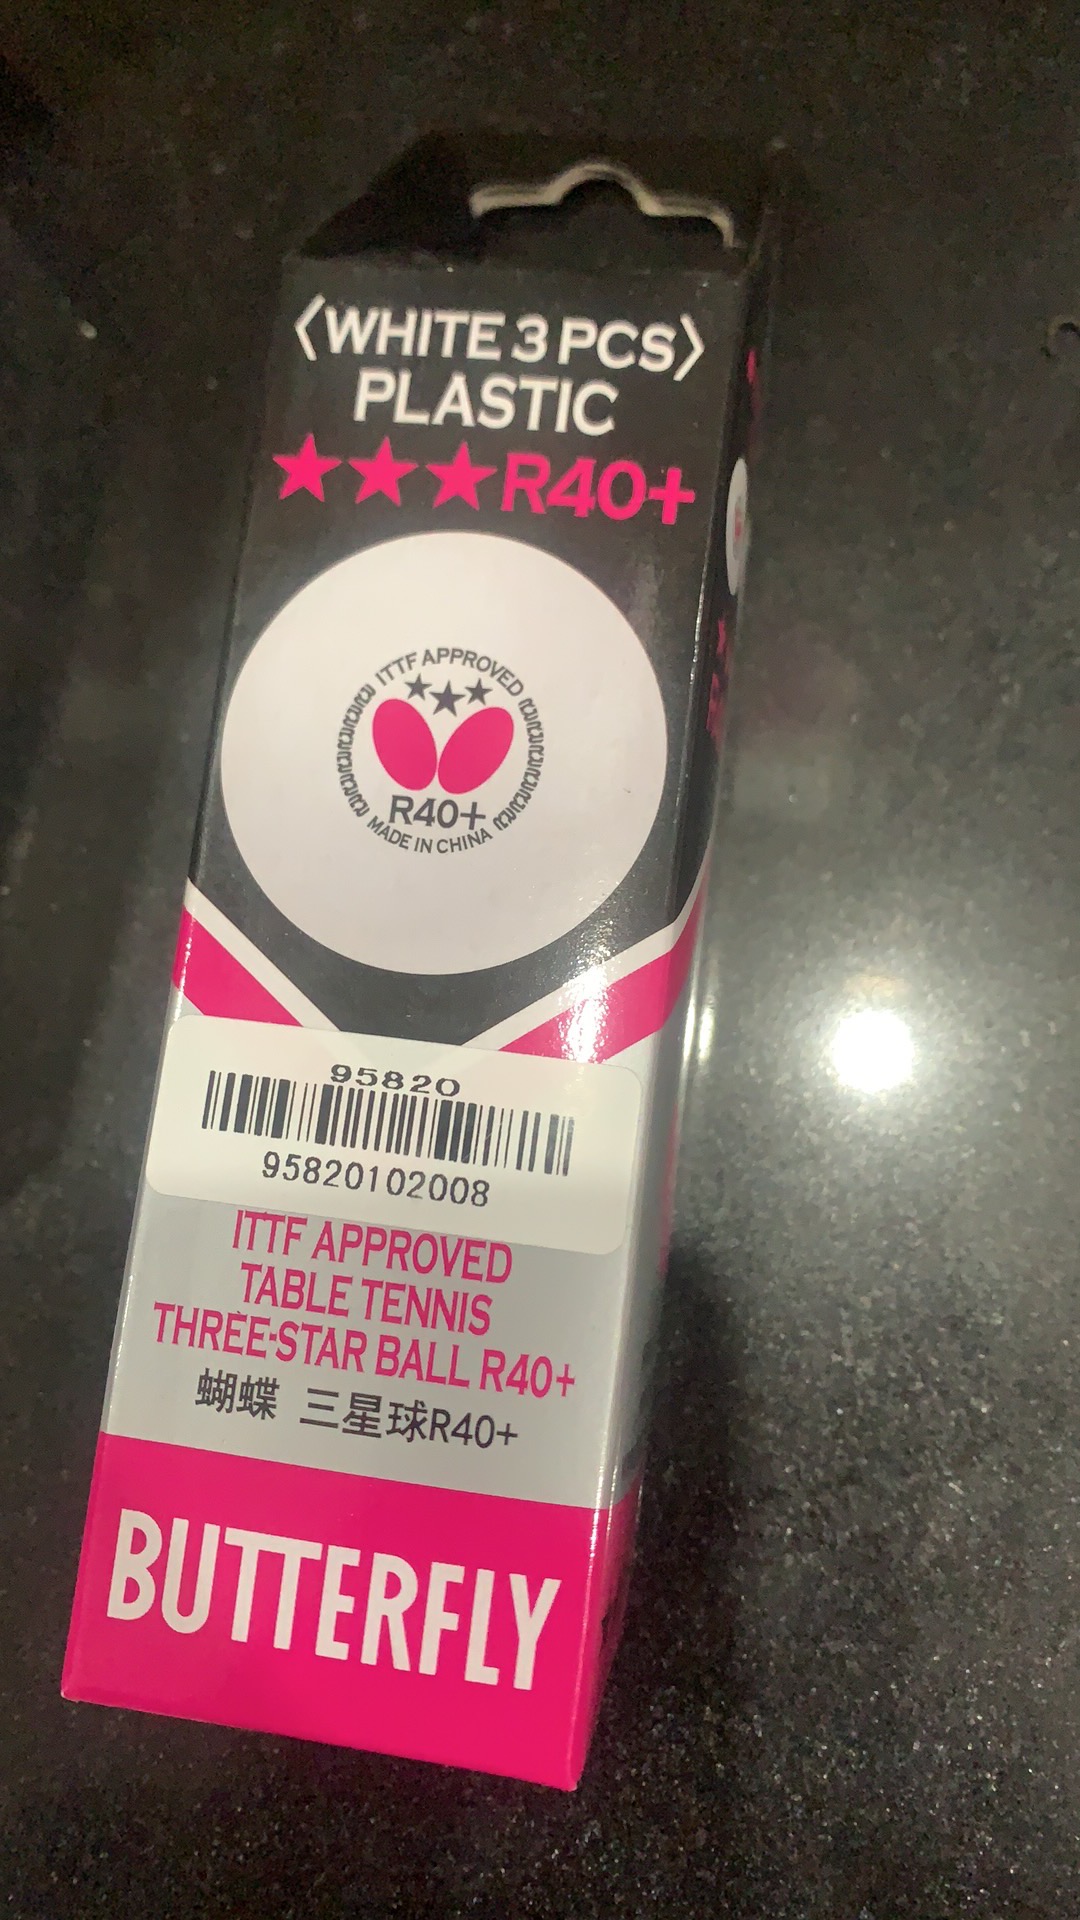 〈WHITE 3 PCS〉
PLASTIC
★★★R40+
ITTF APPROVED
★★★
R40+
MADE IN CHINA
95820
95820102008
ITTF APPROVED
TABLE TENNIS
THREE-STAR BALL R40+
蝴蝶 三星球R40+
BUTTERFLY